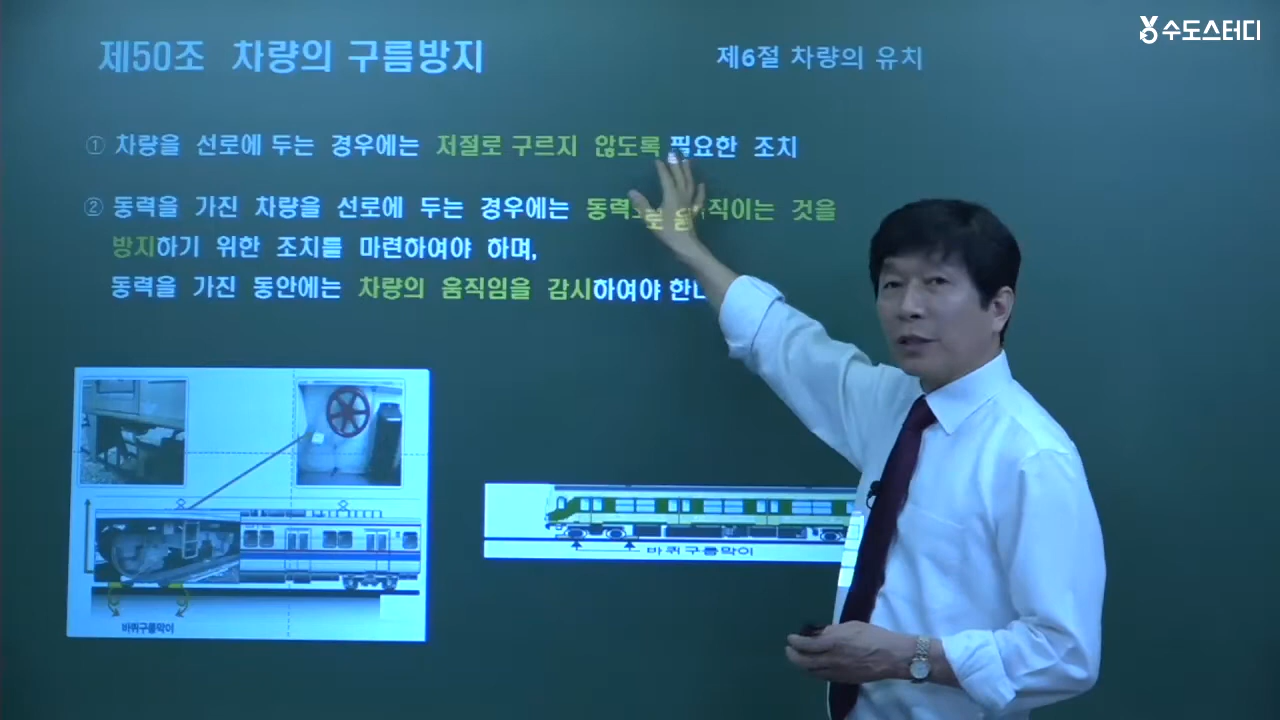 수도스터디
제50조 차량의 구름방지
제6절 차량의 유치
① 차량을 선로에 두는 경우에는 저절로 구르지 않도록 필요한 조치
② 동력을 가진 차량을 선로에 두는 경우에는 동력으로 움직이는 것을
방지하기 위한 조치를 마련하여야 하며,
동력을 가진 동안에는 차량의 움직임을 감시하여야 한다
바퀴구름막이
바퀴구름막이